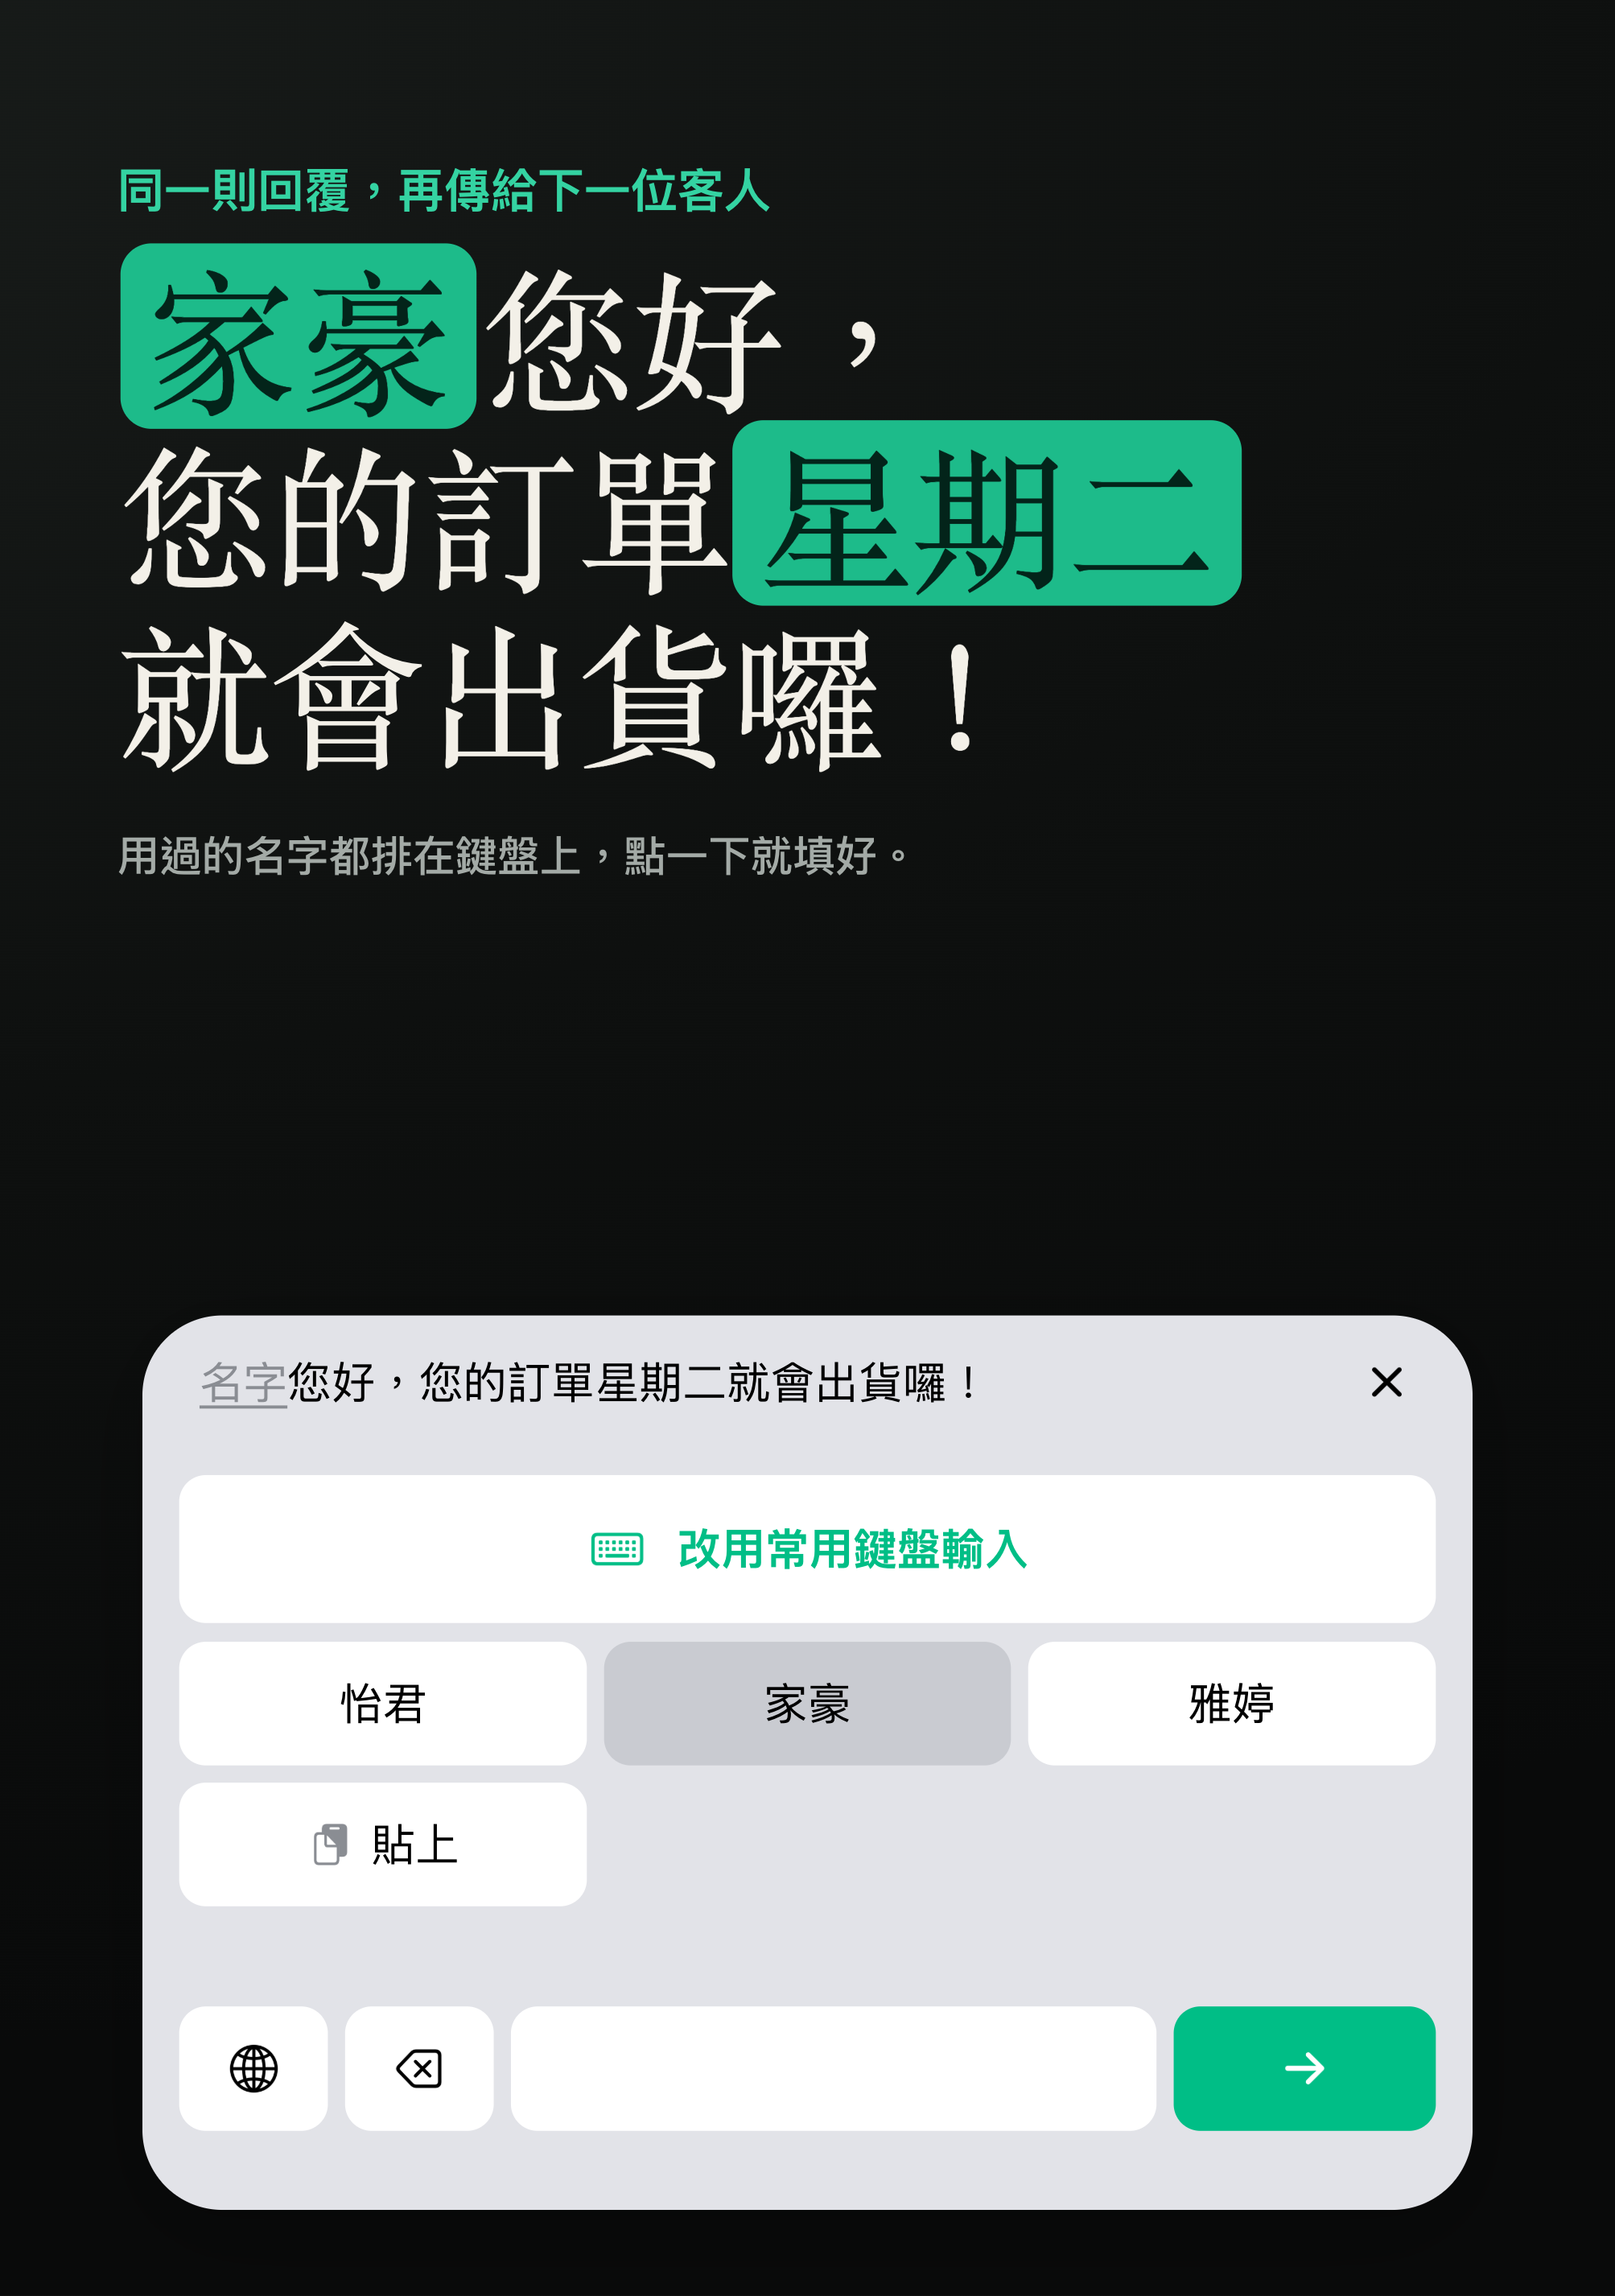 同一則回覆，再傳給下一位客人
家豪您好，
您的訂單星期二
就會出貨囉！
用過的名字都排在鍵盤上，點一下就填好。
名字您好，您的訂單星期二就會出貨囉！
改用常用鍵盤輸入
怡君
家豪
雅婷
貼上